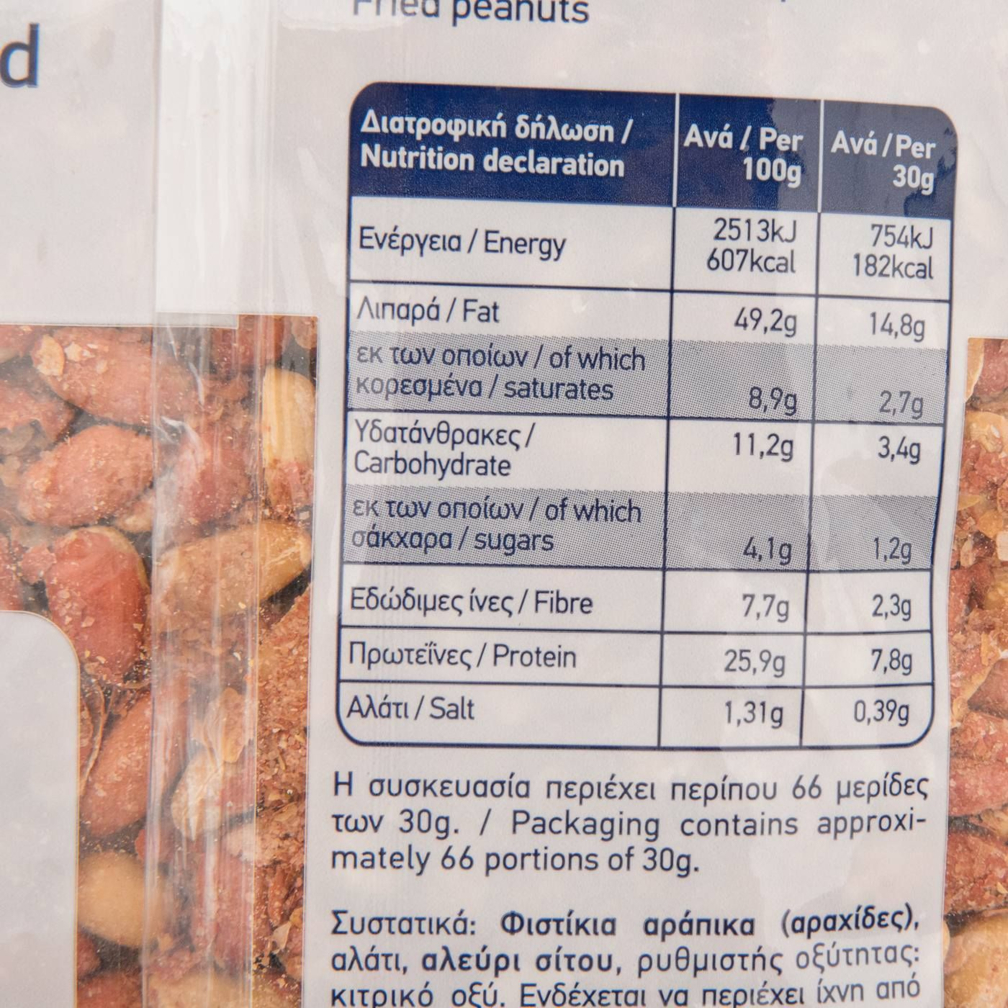 d
Fried peanuts
Διατροφική δήλωση / Ανά / Per Ανά / Per
Nutrition declaration 100g 30g
Ενέργεια / Energy 2513kJ 754kJ
607kcal 182kcal
Λιπαρά / Fat 49,2g 14,8g
εκ των οποίων / of which
κορεσμένα / saturates 8,9g 2,7g
Υδατάνθρακες / 11,2g 3,4g
Carbohydrate
εκ των οποίων / of which
σάκχαρα / sugars 4,1g 1,2g
Εδώδιμες ίνες / Fibre 7,7g 2,3g
Πρωτεΐνες / Protein 25,9g 7,8g
Αλάτι / Salt 1,31g 0,39g
Η συσκευασία περιέχει περίπου 66 μερίδες
των 30g. / Packaging contains approxi-
mately 66 portions of 30g.
Συστατικά: Φιστίκια αράπικα (αραχίδες),
αλάτι, αλεύρι σίτου, ρυθμιστής οξύτητας:
κιτρικό οξύ. Ενδέχεται να περιέχει ίχνη από